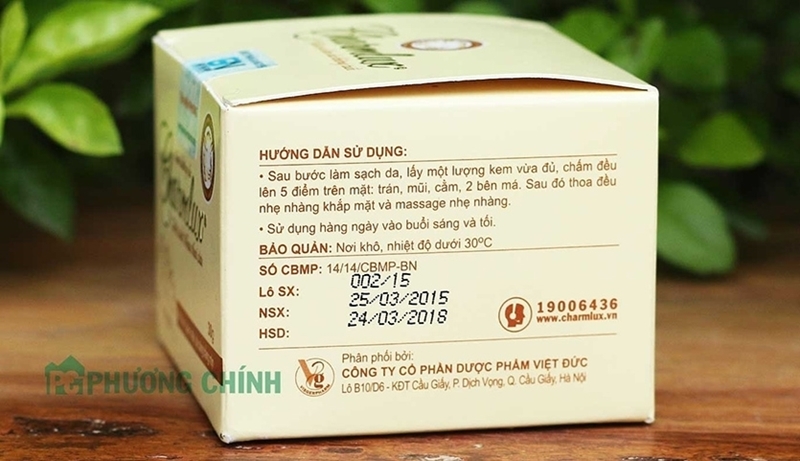 Charmlux
HƯỚNG DẪN SỬ DỤNG:
• Sau bước làm sạch da, lấy một lượng kem vừa đủ, chấm đều
lên 5 điểm trên mặt: trán, mũi, cằm, 2 bên má. Sau đó thoa đều
nhẹ nhàng khắp mặt và massage nhẹ nhàng.
• Sử dụng hàng ngày vào buổi sáng và tối.
BẢO QUẢN: Nơi khô, nhiệt độ dưới 30ºC
SỐ CBMP: 14/14/CBMP-BN
Lô SX: 002/15
NSX: 25/03/2015
HSD: 24/03/2018
19006436
www.charmlux.vn
Phân phối bởi:
CÔNG TY CỔ PHẦN DƯỢC PHẨM VIỆT ĐỨC
Lô B10/D6 - KĐT Cầu Giấy, P. Dịch Vọng, Q. Cầu Giấy, Hà Nội
Charmlux
PHƯƠNG CHÍNH